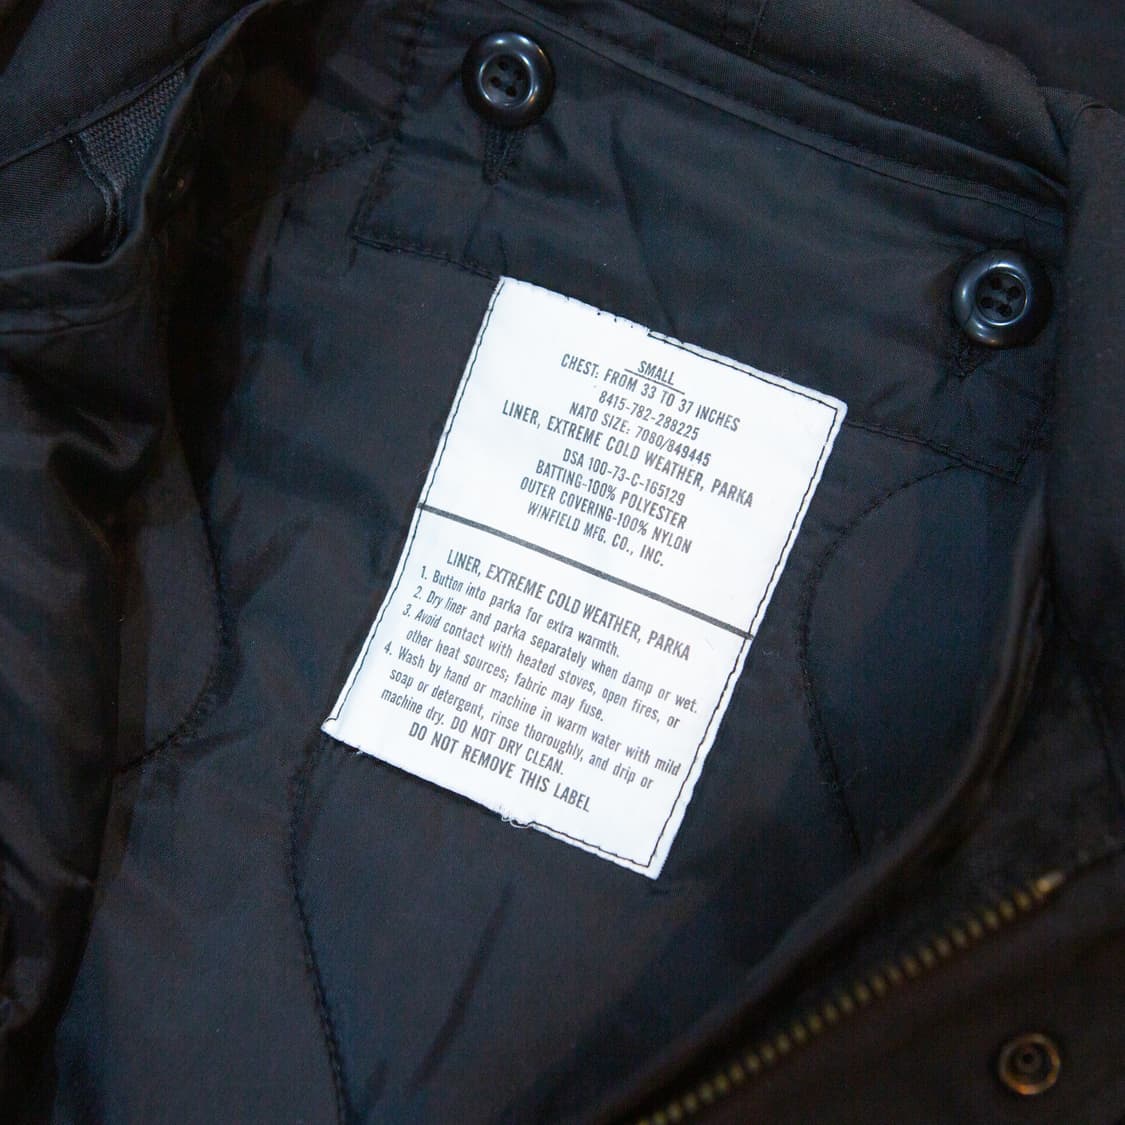 SMALL
CHEST: FROM 33 TO 37 INCHES
8415-782-288225
NATO SIZE: 7080/849445
LINER, EXTREME COLD WEATHER, PARKA
DSA 100-73-C-165129
BATTING-100% POLYESTER
OUTER COVERING-100% NYLON
WINFIELD MFG. CO., INC.
LINER, EXTREME COLD WEATHER, PARKA
1. Button into parka for extra warmth.
2. Dry liner and parka separately when damp or wet.
3. Avoid contact with heated stoves, open fires, or
other heat sources; fabric may fuse.
4. Wash by hand or machine in warm water with mild
soap or detergent, rinse thoroughly, and drip or
machine dry. DO NOT DRY CLEAN.
DO NOT REMOVE THIS LABEL